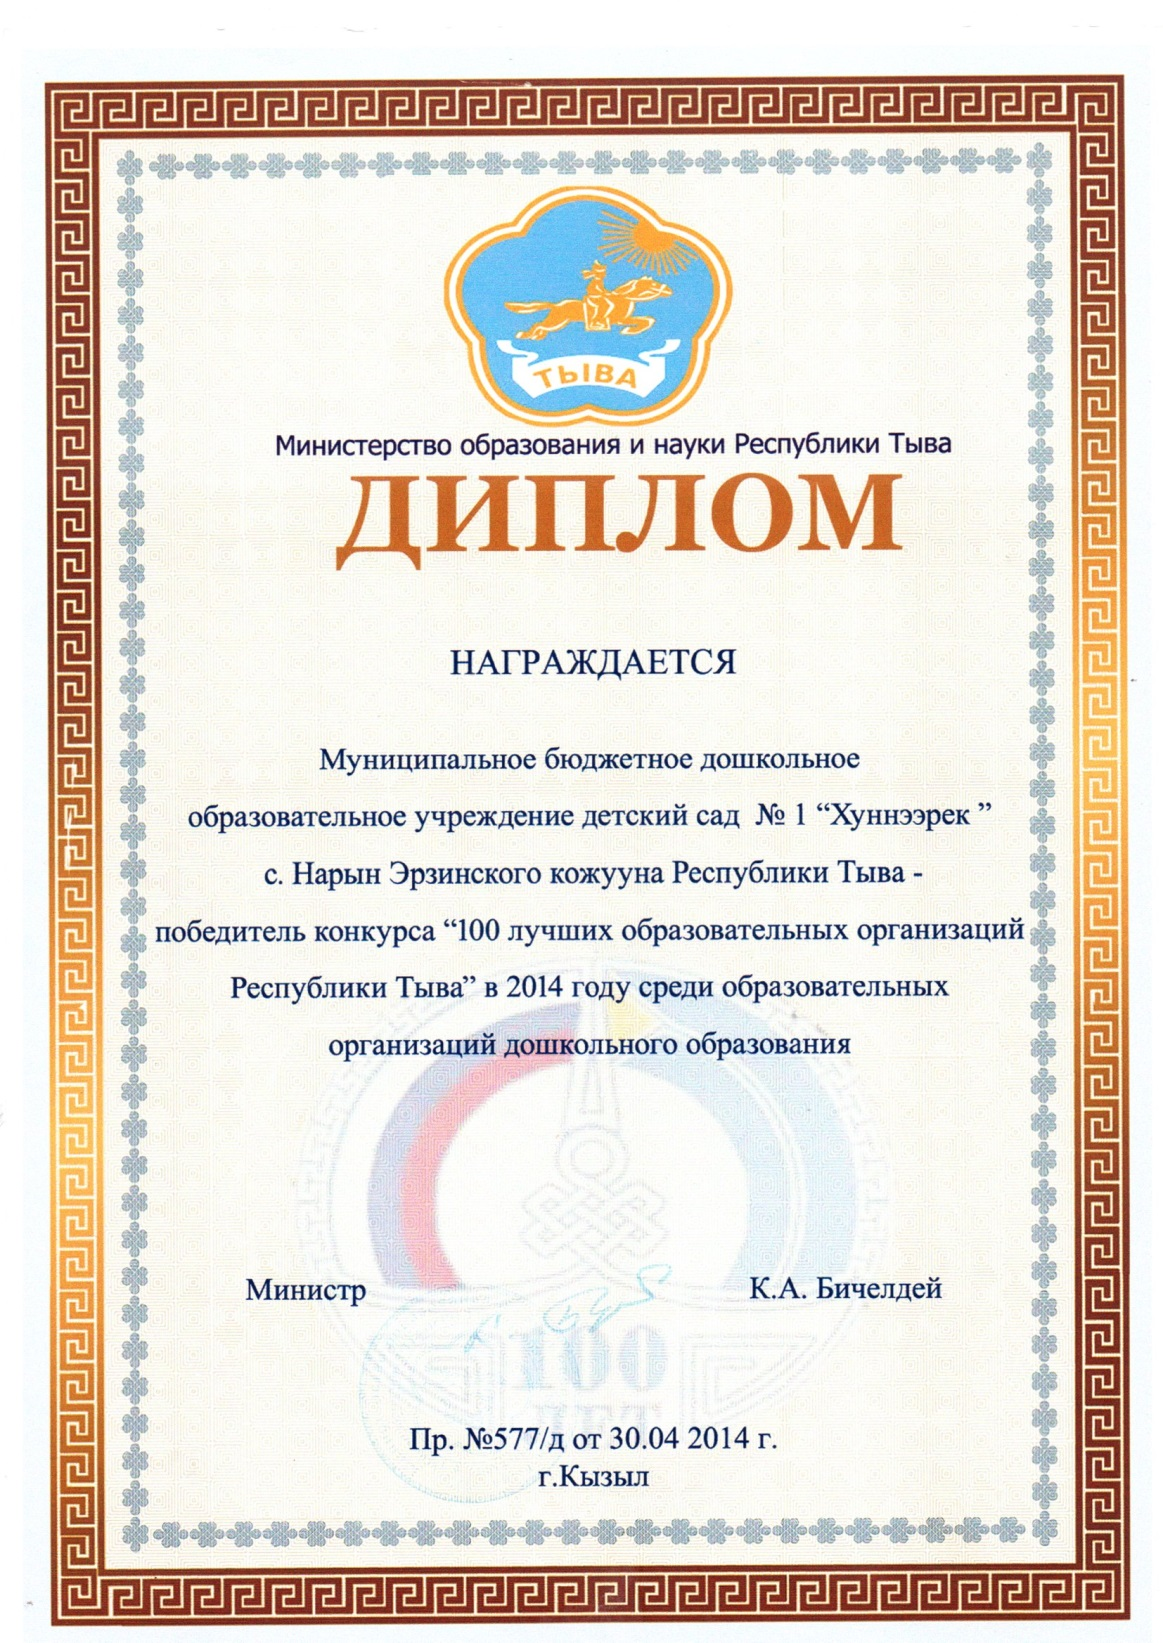 ТЫВА
Министерство образования и науки Республики Тыва
ДИПЛОМ
НАГРАЖДАЕТСЯ
Муниципальное бюджетное дошкольное
образовательное учреждение детский сад № 1 “Хуннээрек ”
с. Нарын Эрзинского кожууна Республики Тыва -
победитель конкурса “100 лучших образовательных организаций
Республики Тыва” в 2014 году среди образовательных
организаций дошкольного образования
Министр К.А. Бичелдей
100
ЛЕТ
Пр. №577/д от 30.04 2014 г.
г.Кызыл